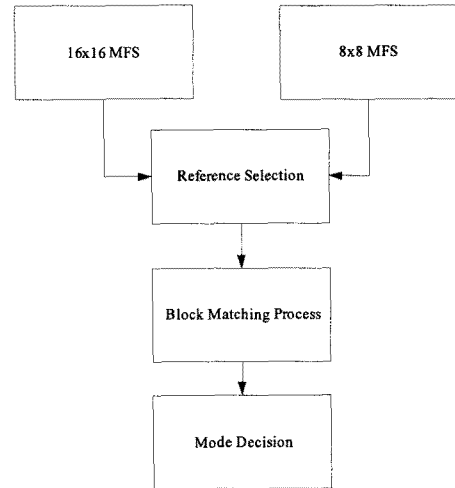 16x16 MFS
8x8 MFS
Reference Selection
Block Matching Process
Mode Decision